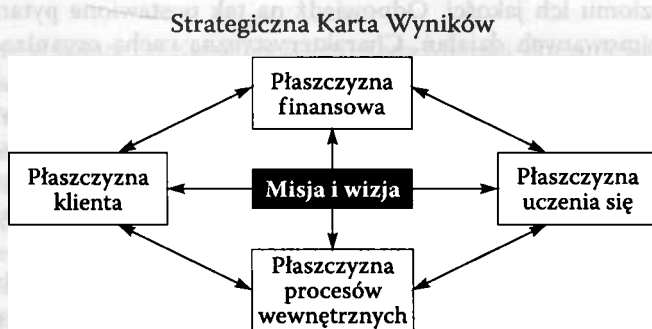 Strategiczna Karta Wyników
Płaszczyzna
finansowa
Płaszczyzna
klienta
Misja i wizja
Płaszczyzna
uczenia się
Płaszczyzna
procesów
wewnętrznych